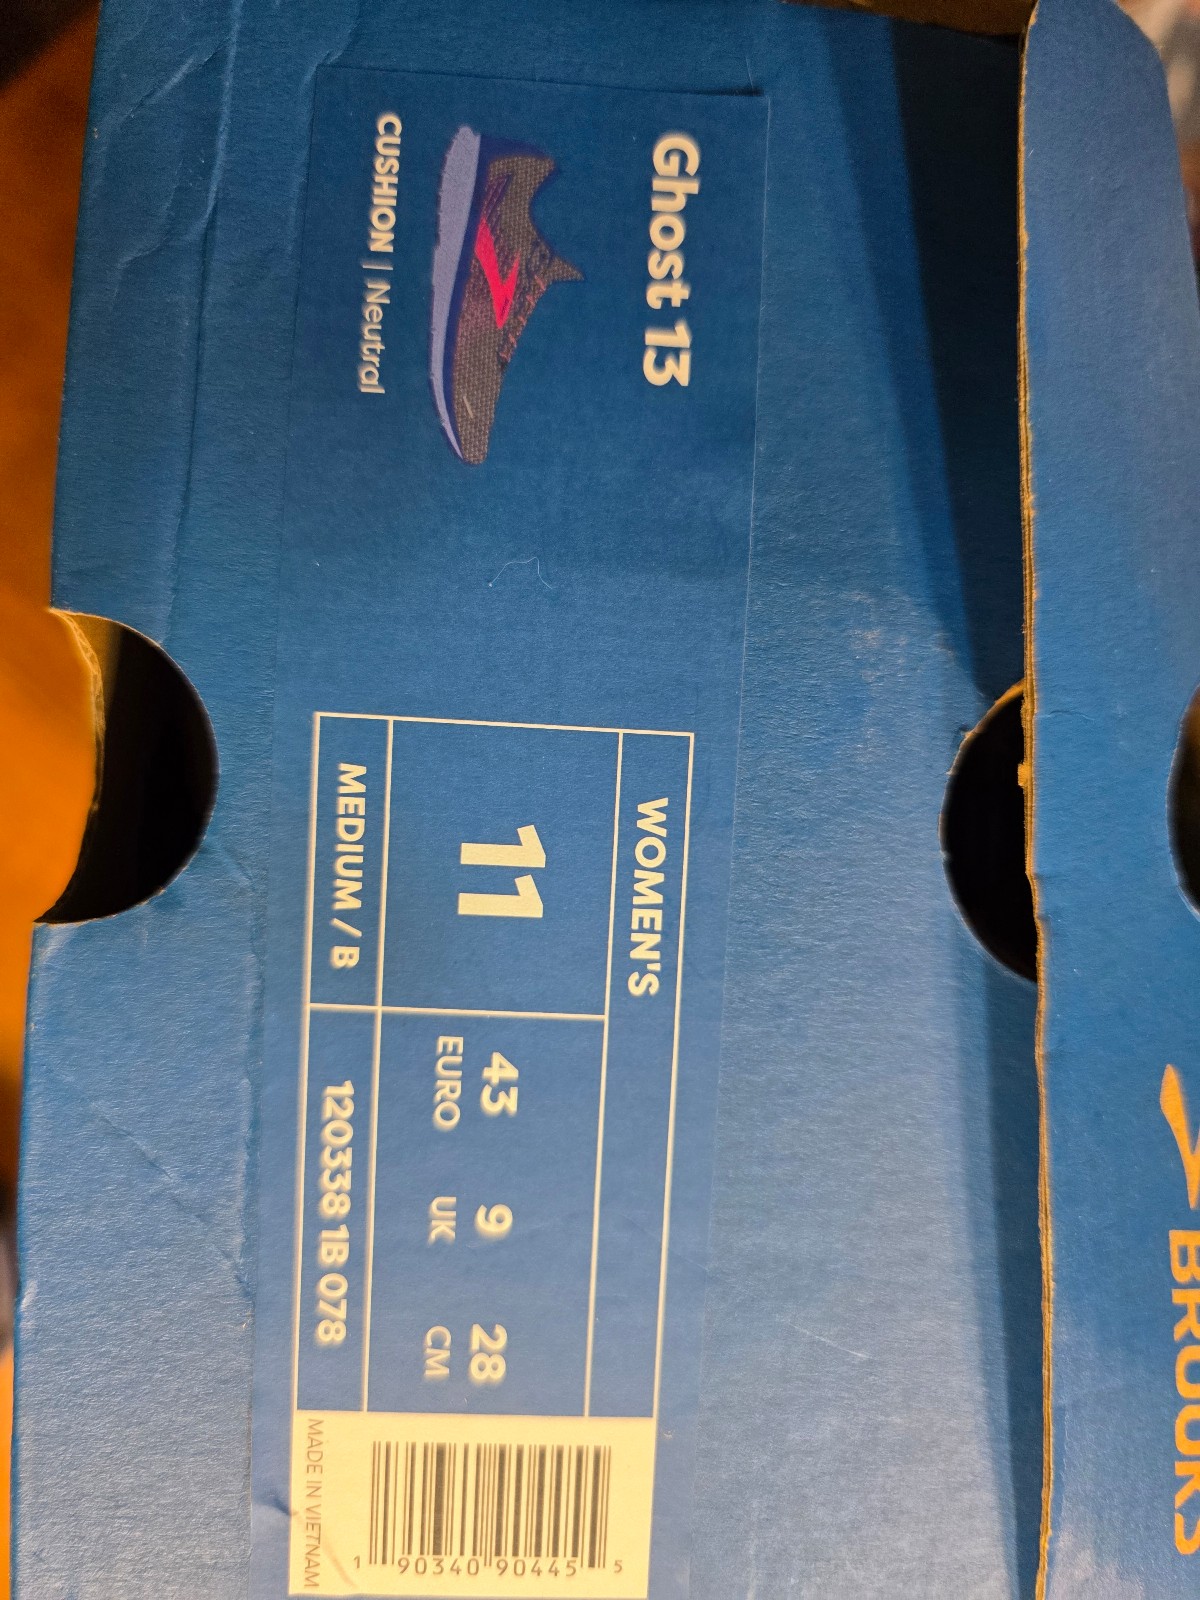 Ghost 13
CUSHION | Neutral
WOMEN'S
11
43 9 28
EURO UK CM
MEDIUM / B
120338 1B 078
1 90340 90445 5
MADE IN VIETNAM
BROOKS